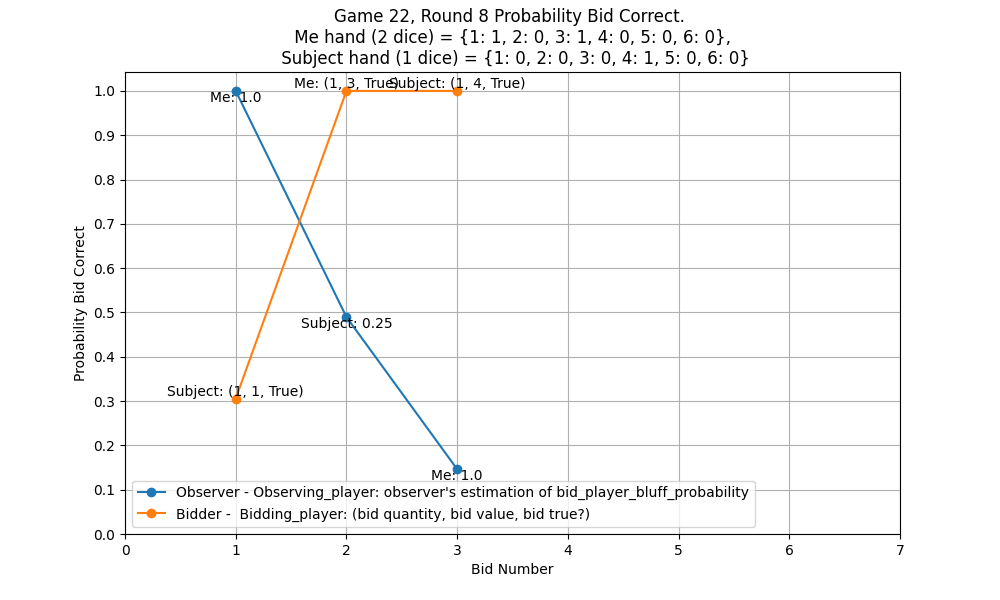 Game 22, Round 8 Probability Bid Correct.
Me hand (2 dice) = {1: 1, 2: 0, 3: 1, 4: 0, 5: 0, 6: 0},
Subject hand (1 dice) = {1: 0, 2: 0, 3: 0, 4: 1, 5: 0, 6: 0}
Me: (1, 3, True)
Subject: (1, 4, True)
Me: 1.0
Subject: 0.25
Subject: (1, 1, True)
Me: 1.0
1.0
0.9
0.8
0.7
0.6
0.5
0.4
0.3
0.2
0.1
0.0
Probability Bid Correct
Observer - Observing_player: observer's estimation of bid_player_bluff_probability
Bidder -  Bidding_player: (bid quantity, bid value, bid true?)
0 1 2 3 4 5 6 7
Bid Number